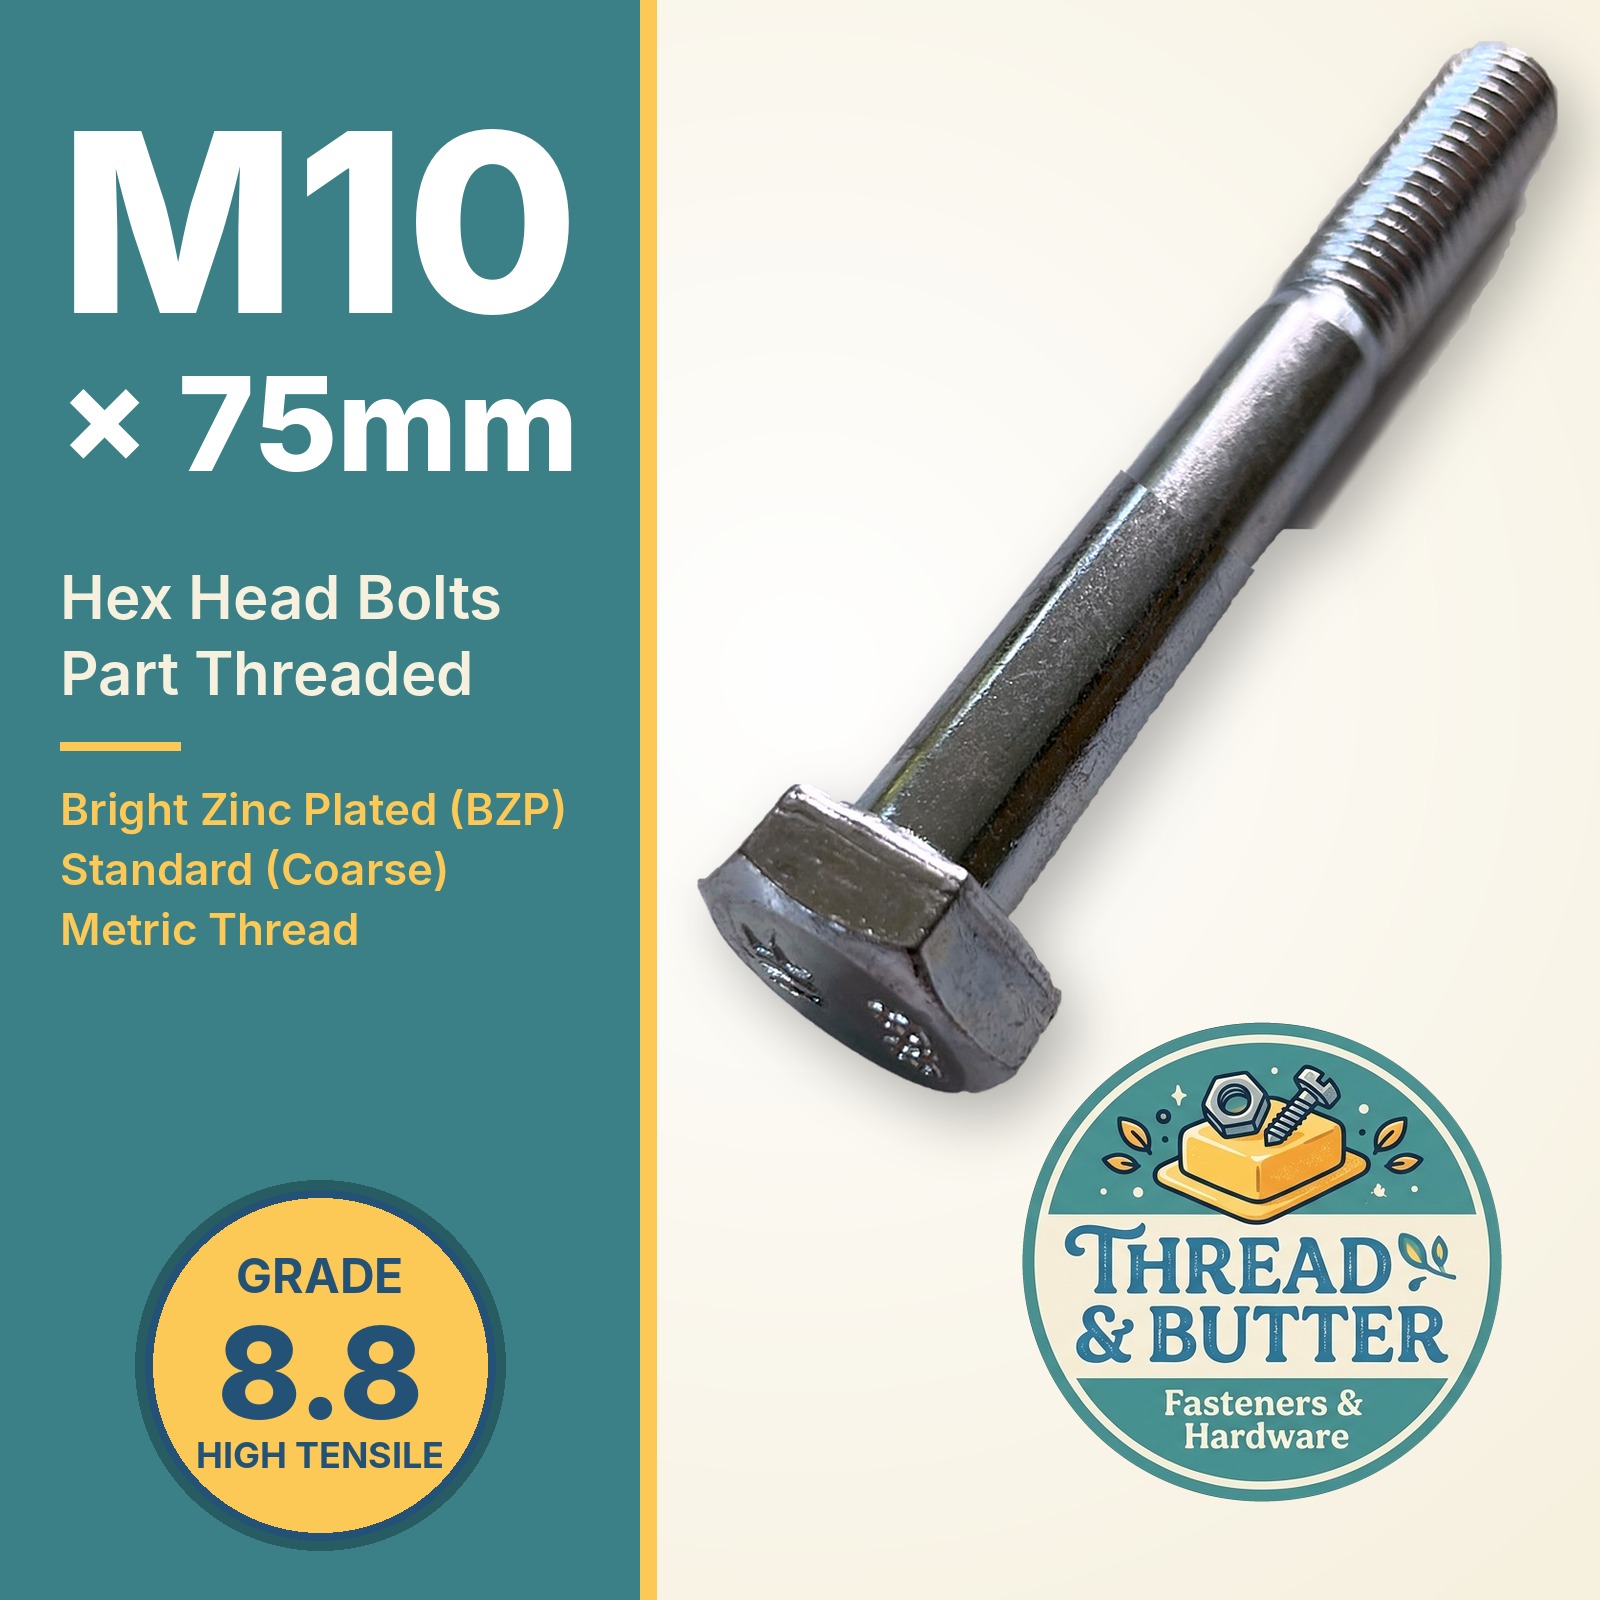 M10
× 75mm
Hex Head Bolts
Part Threaded
Bright Zinc Plated (BZP)
Standard (Coarse)
Metric Thread
GRADE
8.8
HIGH TENSILE
THREAD
& BUTTER
Fasteners &
Hardware